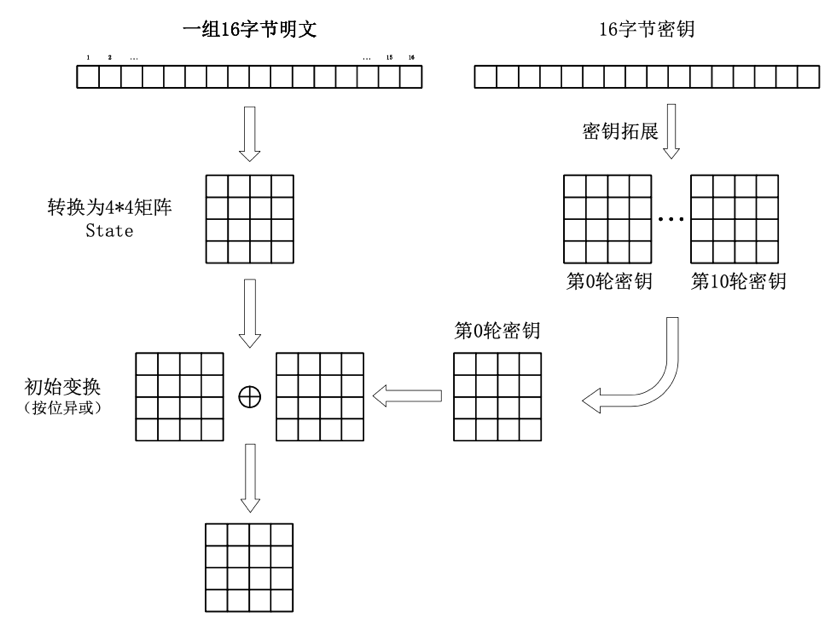 一组16字节明文
16字节密钥
1 2 ... ... 15 16
密钥拓展
转换为4*4矩阵
State
...
第0轮密钥
第10轮密钥
第0轮密钥
初始变换
（按位异或）